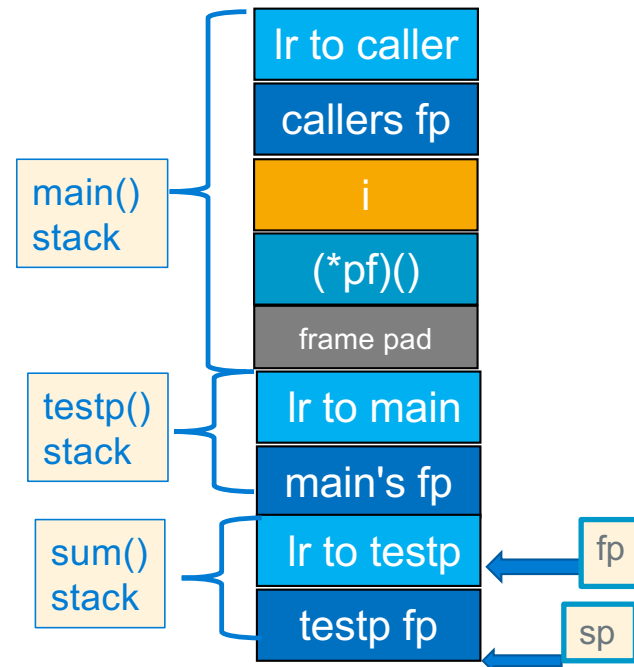 lr to caller
callers fp
main()
stack
i
(*pf)()
frame pad
testp()
stack
lr to main
main's fp
sum()
stack
lr to testp
fp
testp fp
sp